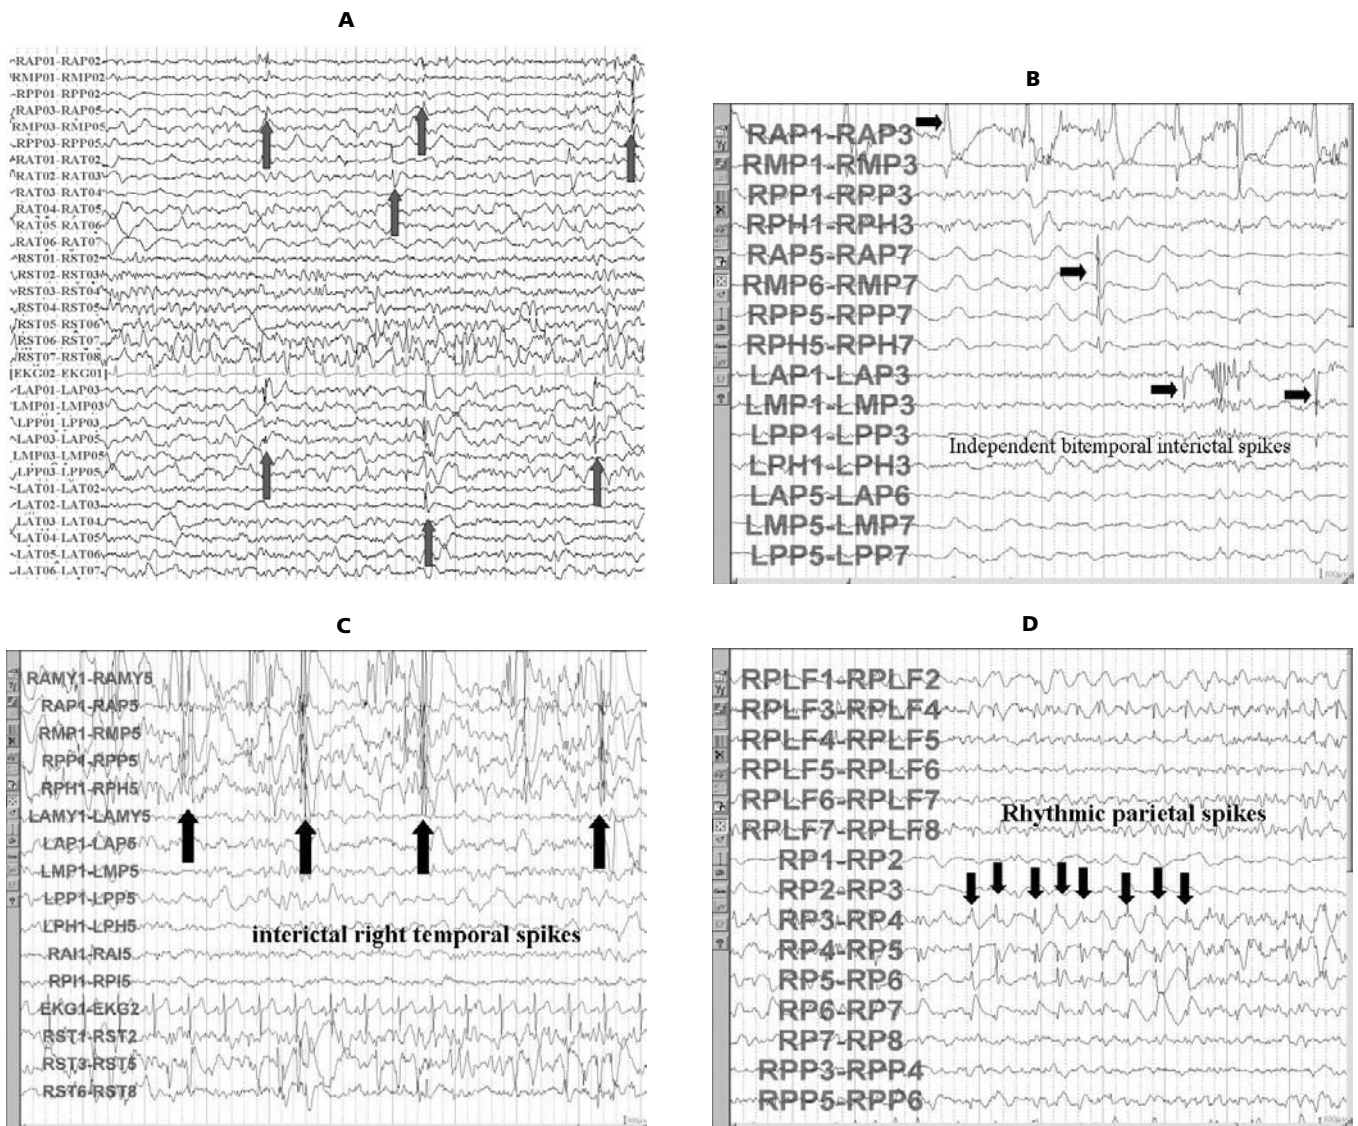 A
RAP01-RAP02
RMP01-RMP02
RPP01-RPP02
RAP03-RAP05
RMP03-RMP05
RPP03-RPP05
RAT01-RAT02
RAT02-RAT03
RAT03-RAT04
RAT04-RAT05
RAT05-RAT06
RAT06-RAT07
RST01-RST02
RST02-RST03
RST03-RST04
RST04-RST05
RST05-RST06
RST06-RST07
RST07-RST08
[EKG02-EKG01]
LAP01-LAP03
LMP01-LMP03
LPP01-LPP03
LAP03-LAP05
LMP03-LMP05
LPP03-LPP05
LAT01-LAT02
LAT02-LAT03
LAT03-LAT04
LAT04-LAT05
LAT05-LAT06
LAT06-LAT07
B
RAP1-RAP3
RMP1-RMP3
RPP1-RPP3
RPH1-RPH3
RAP5-RAP7
RMP6-RMP7
RPP5-RPP7
RPH5-RPH7
LAP1-LAP3
LMP1-LMP3
LPP1-LPP3
Independent bitemporal interictal spikes
LPH1-LPH3
LAP5-LAP6
LMP5-LMP7
LPP5-LPP7
C
RAMY1-RAMY5
RAP1-RAP5
RMP1-RMP5
RPP1-RPP5
RPH1-RPH5
LAMY1-LAMY5
LAP1-LAP5
LMP1-LMP5
LPP1-LPP5
LPH1-LPH5
interictal right temporal spikes
RAI1-RAI5
RPI1-RPI5
EKG1-EKG2
RST1-RST2
RST3-RST5
RST6-RST8
D
RPLF1-RPLF2
RPLF3-RPLF4
RPLF4-RPLF5
RPLF5-RPLF6
RPLF6-RPLF7
Rhythmic parietal spikes
RPLF7-RPLF8
RP1-RP2
RP2-RP3
RP3-RP4
RP4-RP5
RP5-RP6
RP6-RP7
RP7-RP8
RPP3-RPP4
RPP5-RPP6